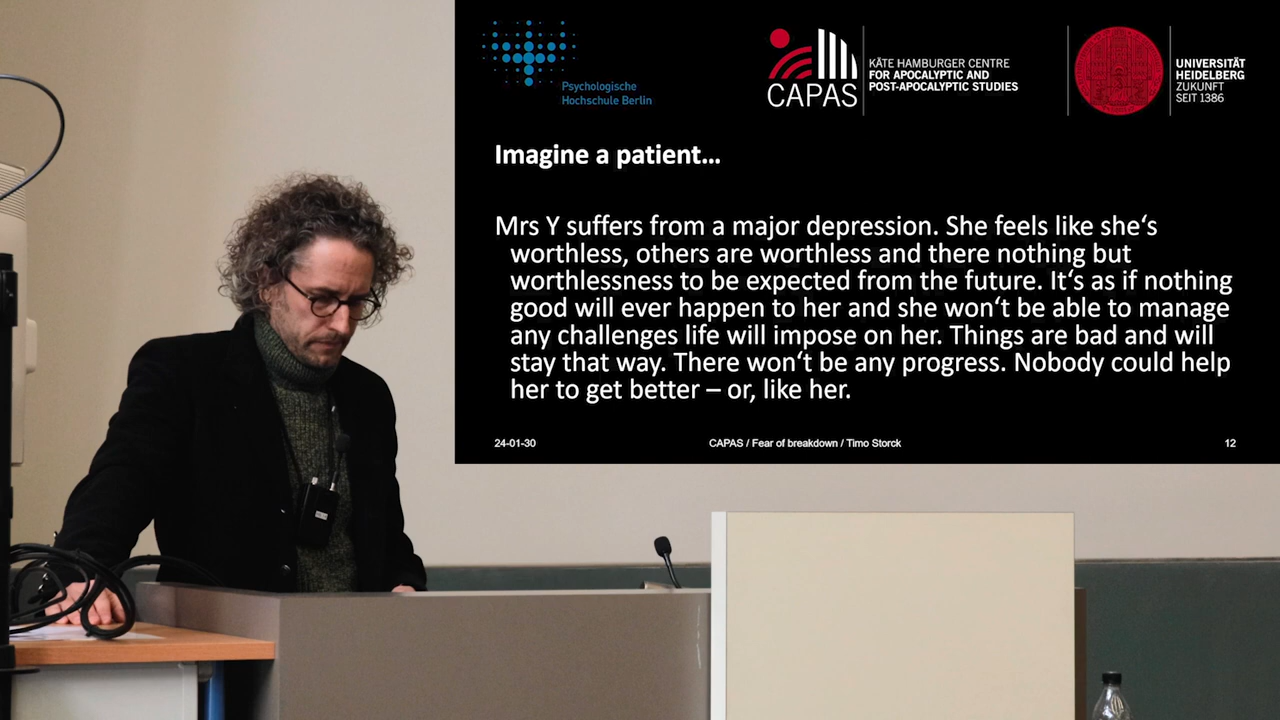 Psychologische
Hochschule Berlin
CAPAS
KÄTE HAMBURGER CENTRE
FOR APOCALYPTIC AND
POST-APOCALYPTIC STUDIES
UNIVERSITÄT
HEIDELBERG
ZUKUNFT
SEIT 1386
Imagine a patient...
Mrs Y suffers from a major depression. She feels like she‘s
worthless, others are worthless and there nothing but
worthlessness to be expected from the future. It‘s as if nothing
good will ever happen to her and she won‘t be able to manage
any challenges life will impose on her. Things are bad and will
stay that way. There won‘t be any progress. Nobody could help
her to get better – or, like her.
24-01-30
CAPAS / Fear of breakdown / Timo Storck
12